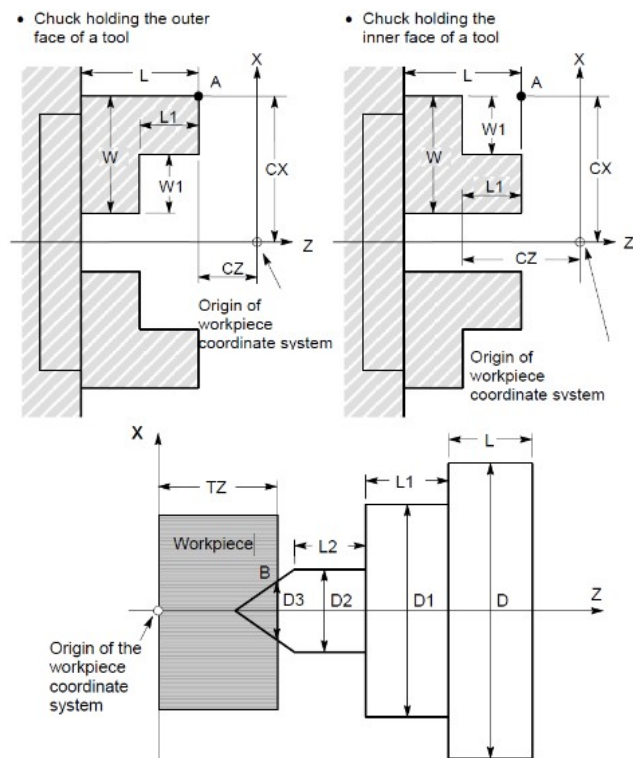 • Chuck holding the outer
face of a tool
L
A
X
L1
W
W1
CX
Z
CZ
Origin of
workpiece
coordinate system
• Chuck holding the
inner face of a tool
L
A
X
W1
W
L1
CX
Z
CZ
Origin of
workpiece
coordinate system
X
L
TZ
L1
Workpiece
L2
B
D3
D2
D1
D
Z
Origin of the
workpiece
coordinate
system